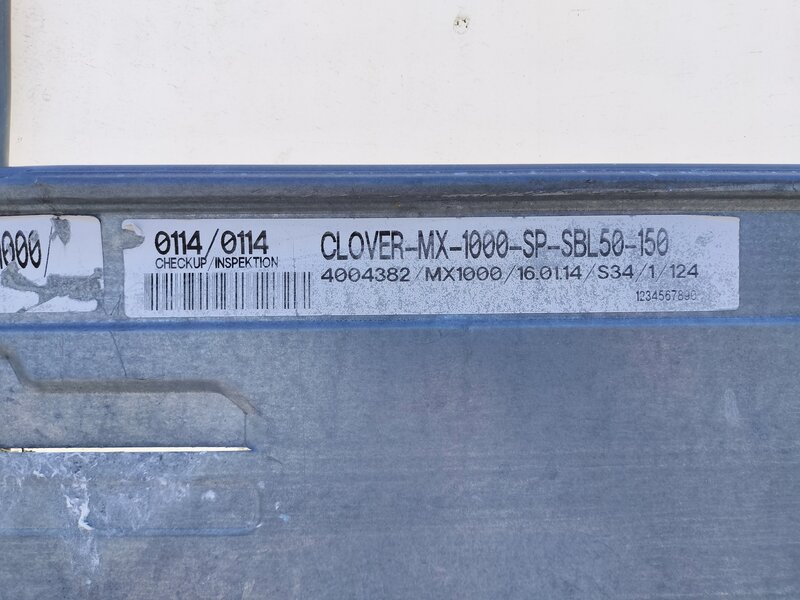 000/
0114/0114
CHECKUP/INSPEKTION
CLOVER-MX-1000-SP-SBL50-150
4004382/MX1000/16.01.14/S34/1/124
1234567890